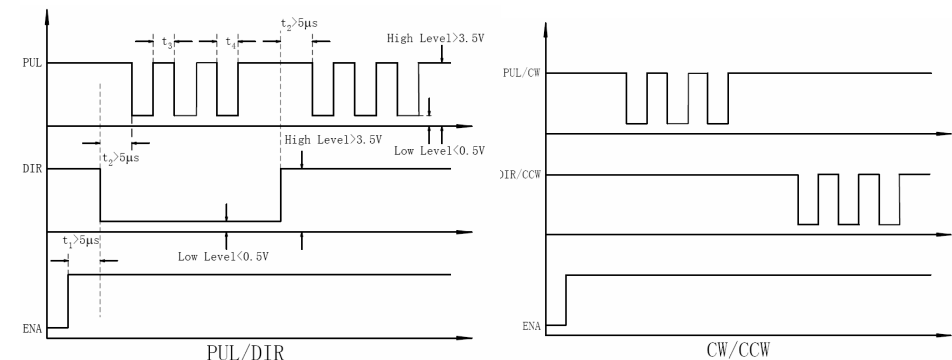 t2>5μs
t3
t4
High Level>3.5V
PUL
PUL/CW
High Level>3.5V
Low Level<0.5V
t2>5μs
DIR
DIR/CCW
t1>5μs
Low Level<0.5V
ENA
ENA
PUL/DIR
CW/CCW